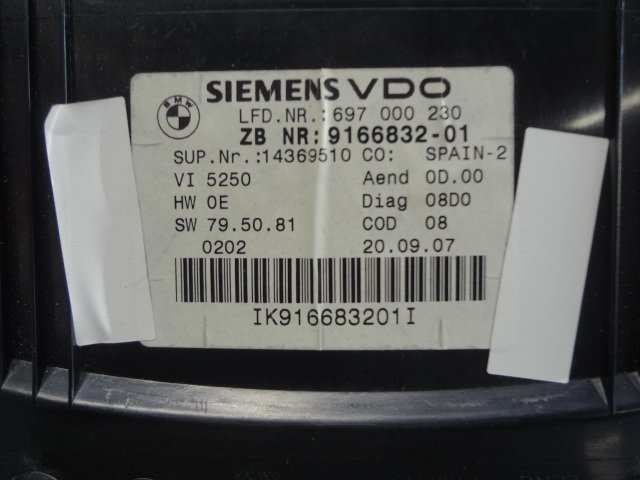 BMW
SIEMENS VDO
LFD.NR.: 697 000 230
ZB NR: 9166832-01
SUP.Nr.:14369510 CO: SPAIN-2
VI 5250 Aend 0D.00
HW 0E Diag 08D0
SW 79.50.81 COD 08
0202 20.09.07
IK916683201I